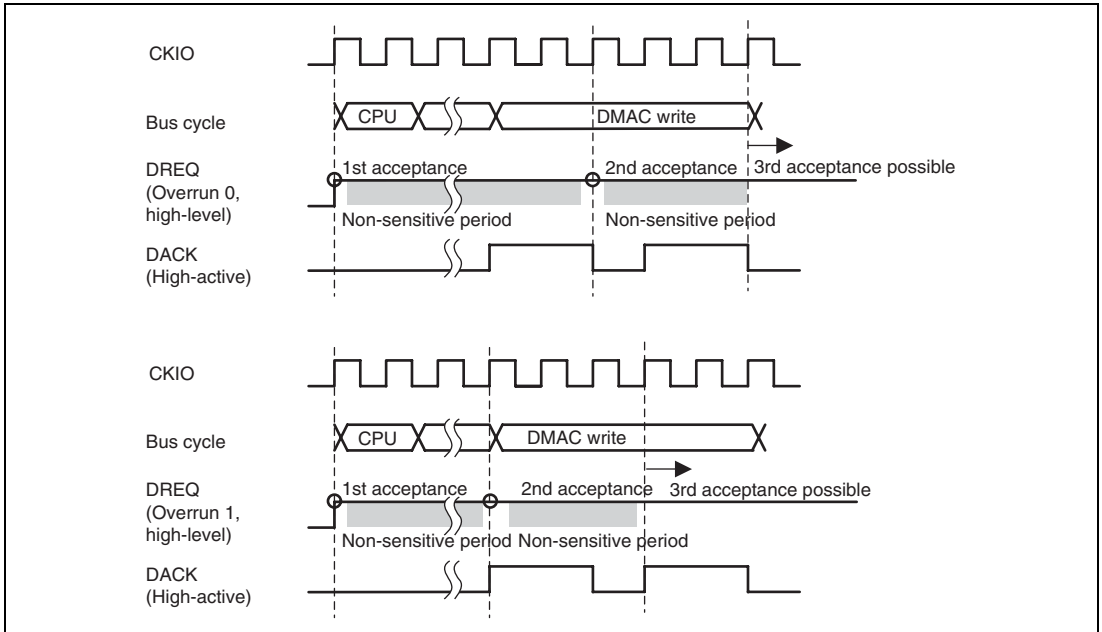 CKIO
Bus cycle
CPU
DMAC write
DREQ
(Overrun 0,
high-level)
1st acceptance
2nd acceptance
3rd acceptance possible
Non-sensitive period
Non-sensitive period
DACK
(High-active)
CKIO
Bus cycle
CPU
DMAC write
DREQ
(Overrun 1,
high-level)
1st acceptance
2nd acceptance
3rd acceptance possible
Non-sensitive period
Non-sensitive period
DACK
(High-active)